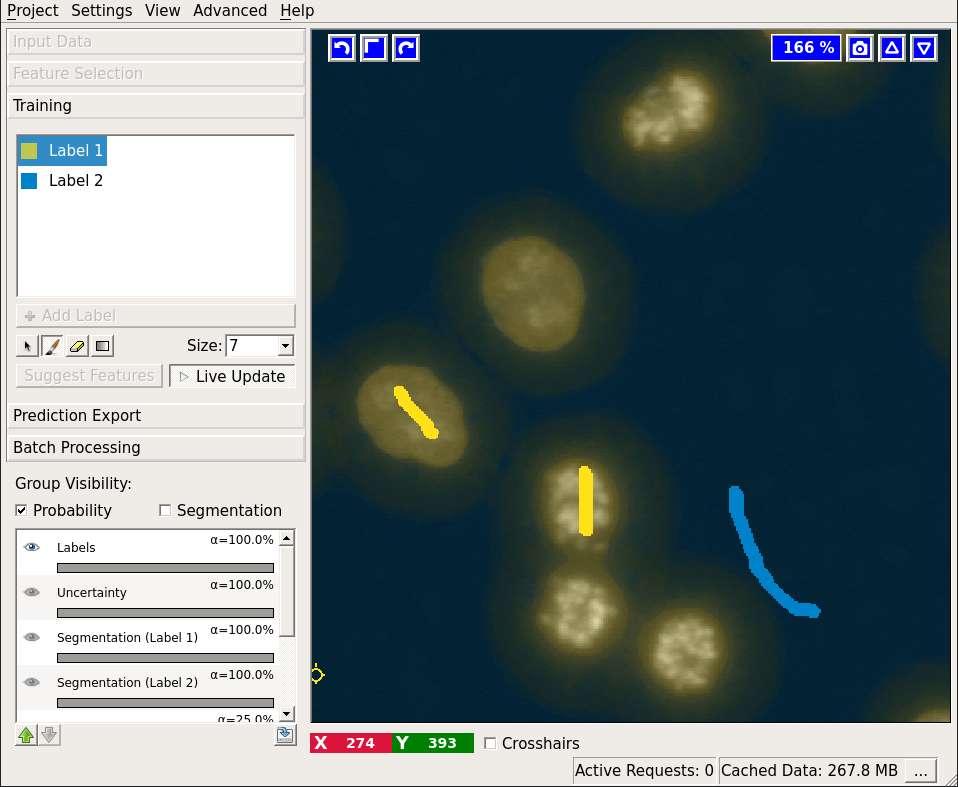 Project Settings View Advanced Help
Input Data
Feature Selection
Training
Label 1
Label 2
Add Label
Size: 7
Suggest Features Live Update
Prediction Export
Batch Processing
Group Visibility:
Probability Segmentation
Labels α=100.0%
Uncertainty α=100.0%
Segmentation (Label 1) α=100.0%
Segmentation (Label 2) α=100.0%
α=25.0%
166 %
X 274 Y 393 Crosshairs
Active Requests: 0 Cached Data: 267.8 MB ...